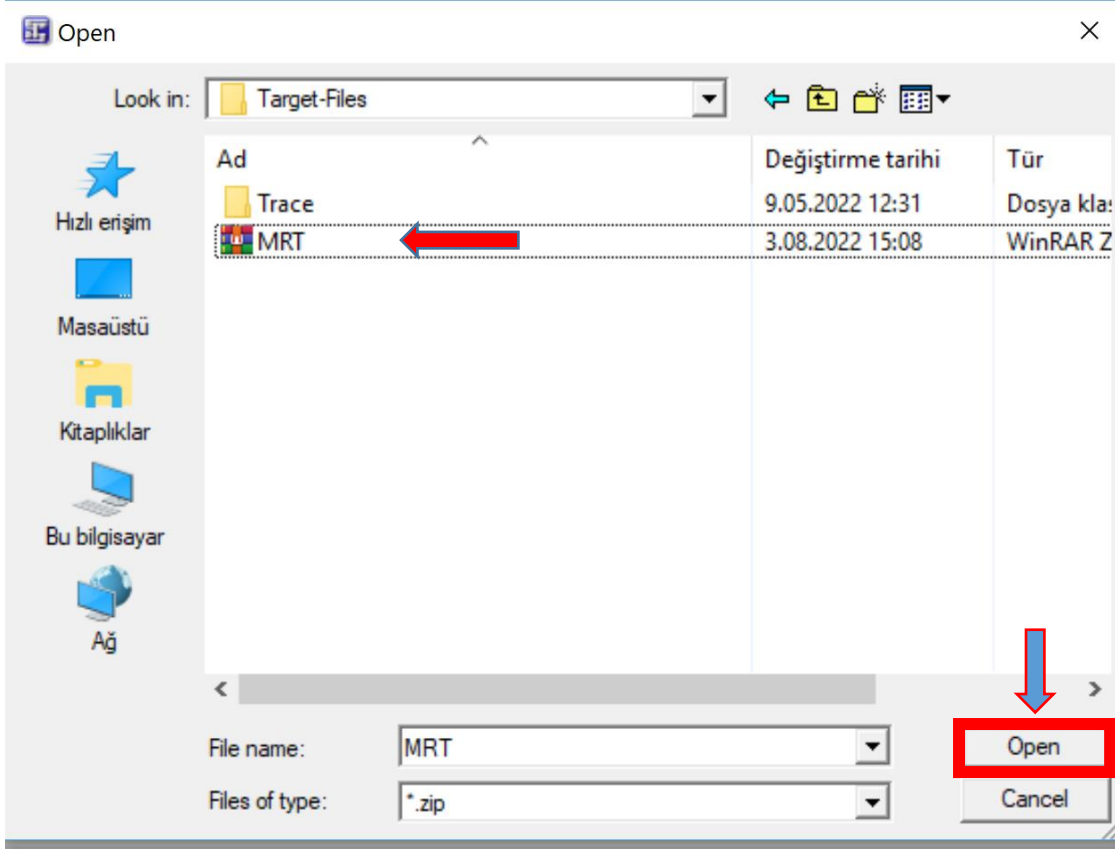 Open
Look in: Target-Files
Ad Değiştirme tarihi Tür
Trace 9.05.2022 12:31 Dosya klas
MRT 3.08.2022 15:08 WinRAR Z
Hızlı erişim
Masaüstü
Kitaplıklar
Bu bilgisayar
Ağ
File name: MRT Open
Files of type: *.zip Cancel